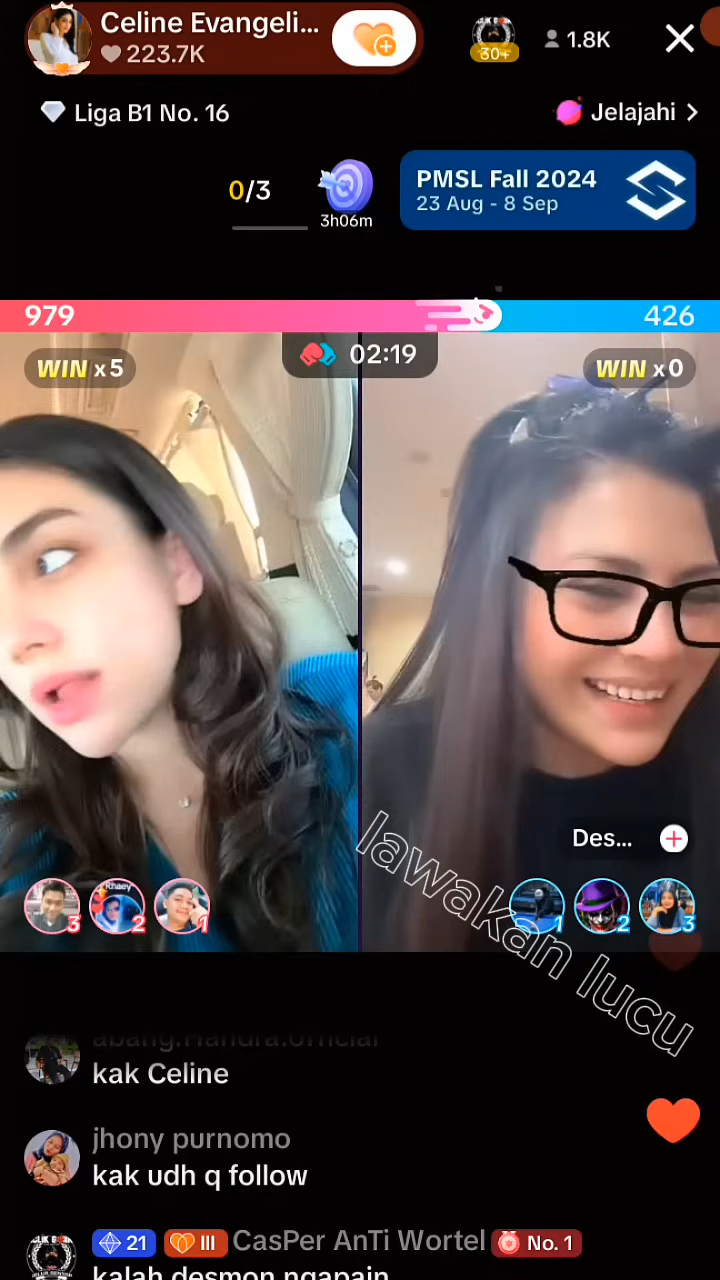 Celine Evangeli...
223.7K
30+
1.8K
Liga B1 No. 16
Jelajahi
0/3
3h06m
PMSL Fall 2024
23 Aug - 8 Sep
979
426
WIN x5
02:19
WIN x0
Des...
Rhaey
3
2
1
1
2
3
lawakan lucu
kak Celine
jhony purnomo
kak udh q follow
21 III CasPer AnTi Wortel No. 1
kalah desmon ngapain